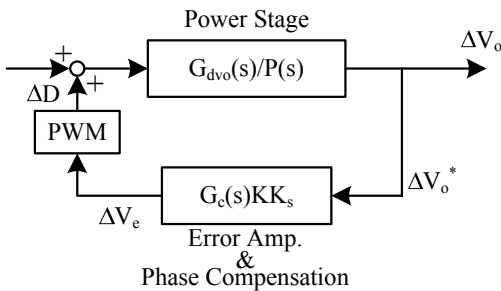 Power Stage
ΔVo
+
+
Gdvo(s)/P(s)
ΔD
PWM
ΔVo*
Gc(s)KKs
ΔVe
Error Amp.
&
Phase Compensation